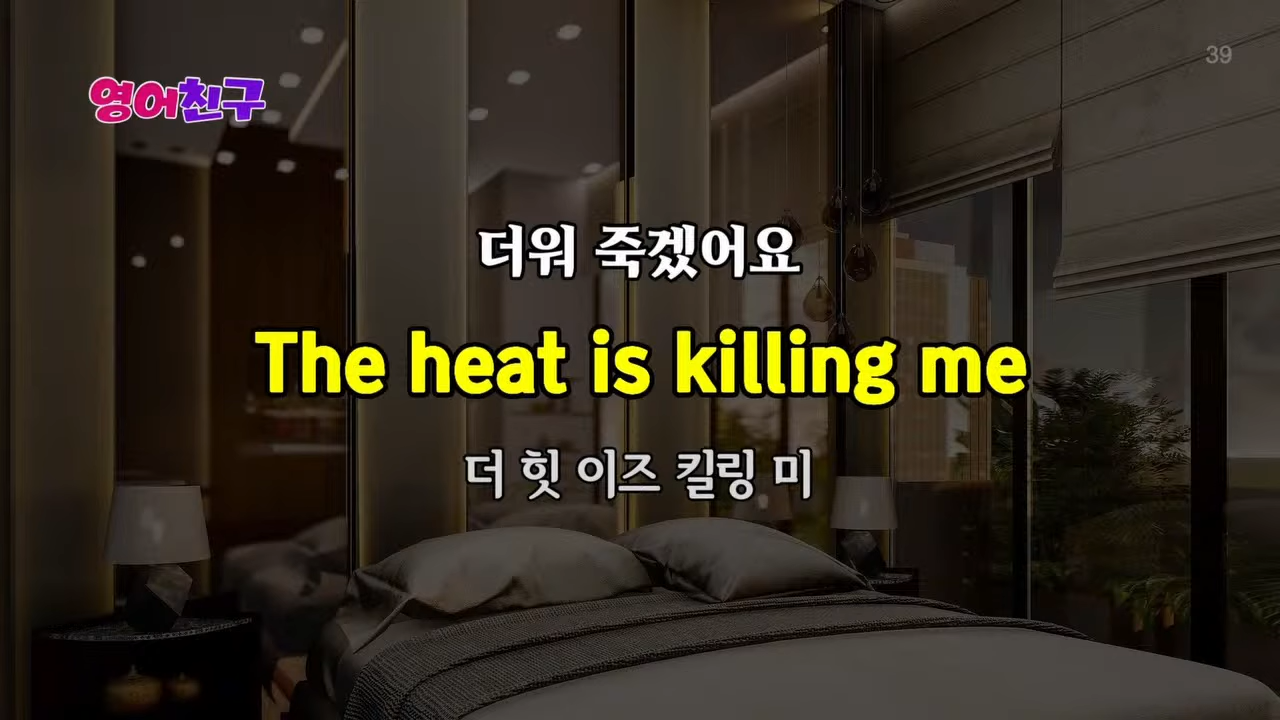 39
영어친구
더워 죽겠어요
The heat is killing me
더 힛 이즈 킬링 미